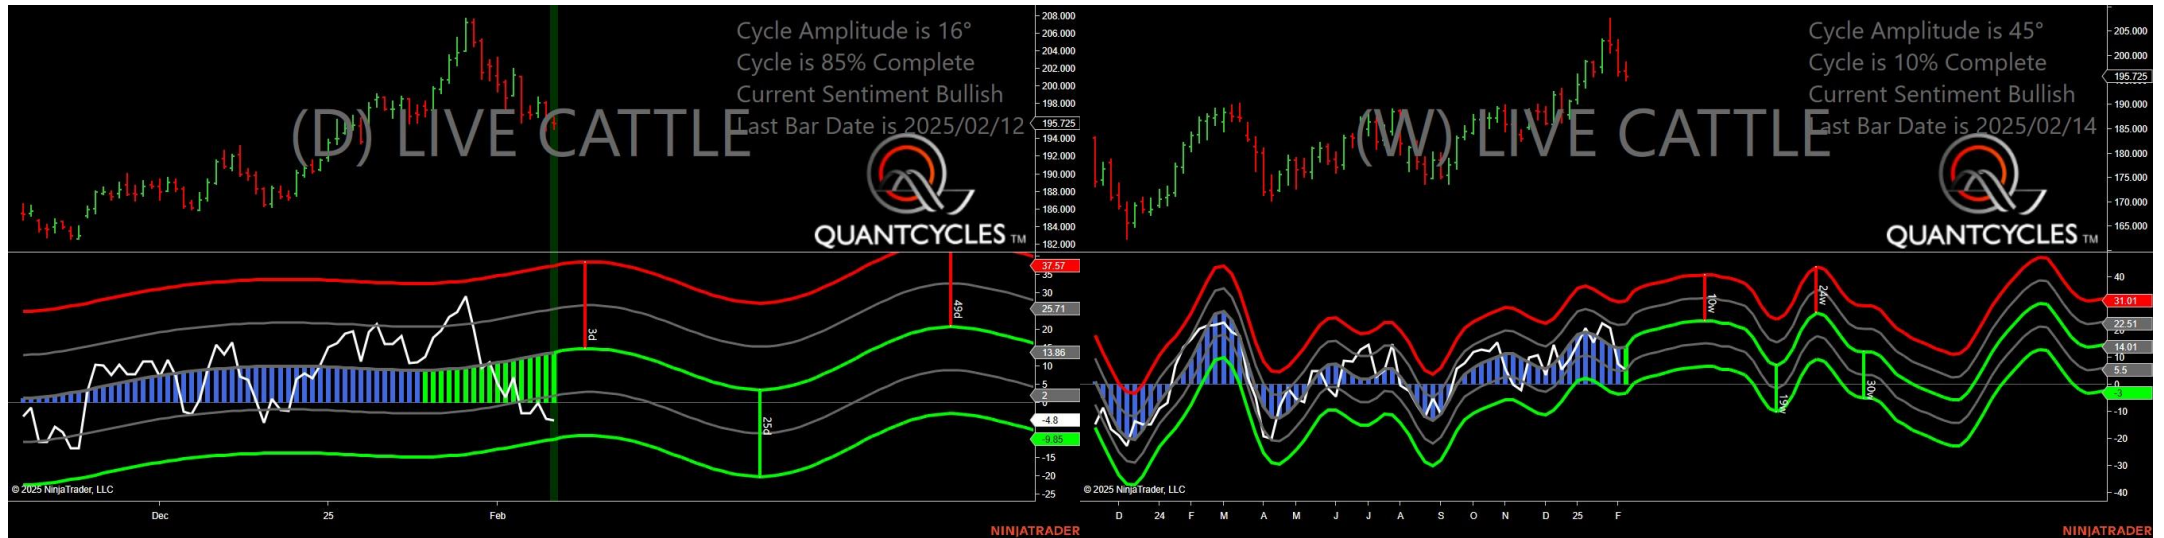 Cycle Amplitude is 16°
Cycle is 85% Complete
Current Sentiment Bullish
Last Bar Date is 2025/02/12
(D) LIVE CATTLE
QUANTCYCLES TM
208.000
206.000
204.000
202.000
200.000
198.000
195.725
194.000
192.000
190.000
188.000
186.000
184.000
182.000
37.57
35
30
25.71
20
13.86
10
5
2
0
-4.8
-9.85
-15
-20
-25
3d
25d
49d
© 2025 NinjaTrader, LLC
Dec
25
Feb
NINJATRADER
Cycle Amplitude is 45°
Cycle is 10% Complete
Current Sentiment Bullish
Last Bar Date is 2025/02/14
(W) LIVE CATTLE
QUANTCYCLES TM
205.000
200.000
195.725
190.000
185.000
180.000
175.000
170.000
165.000
40
31.01
22.51
20
14.01
10
5.5
0
-3
-10
-20
-30
-40
10w
19w
24w
30w
© 2025 NinjaTrader, LLC
D
24
F
M
A
M
J
J
A
S
O
N
D
25
F
NINJATRADER